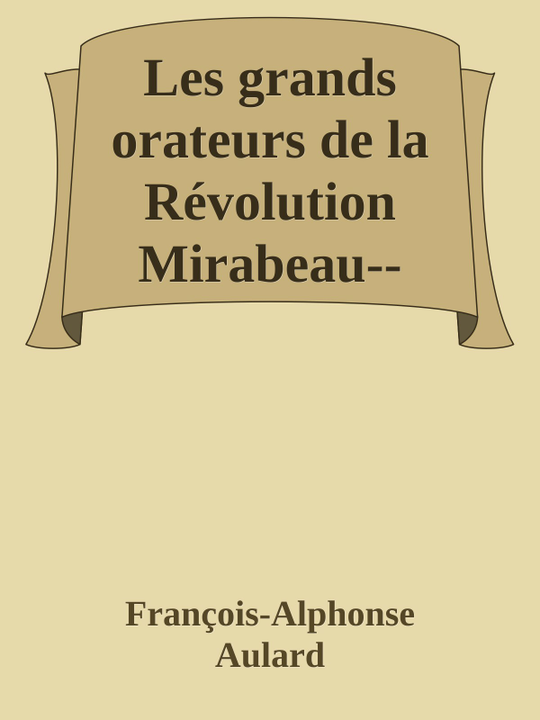 Les grands
orateurs de la
Révolution
Mirabeau--
François-Alphonse
Aulard